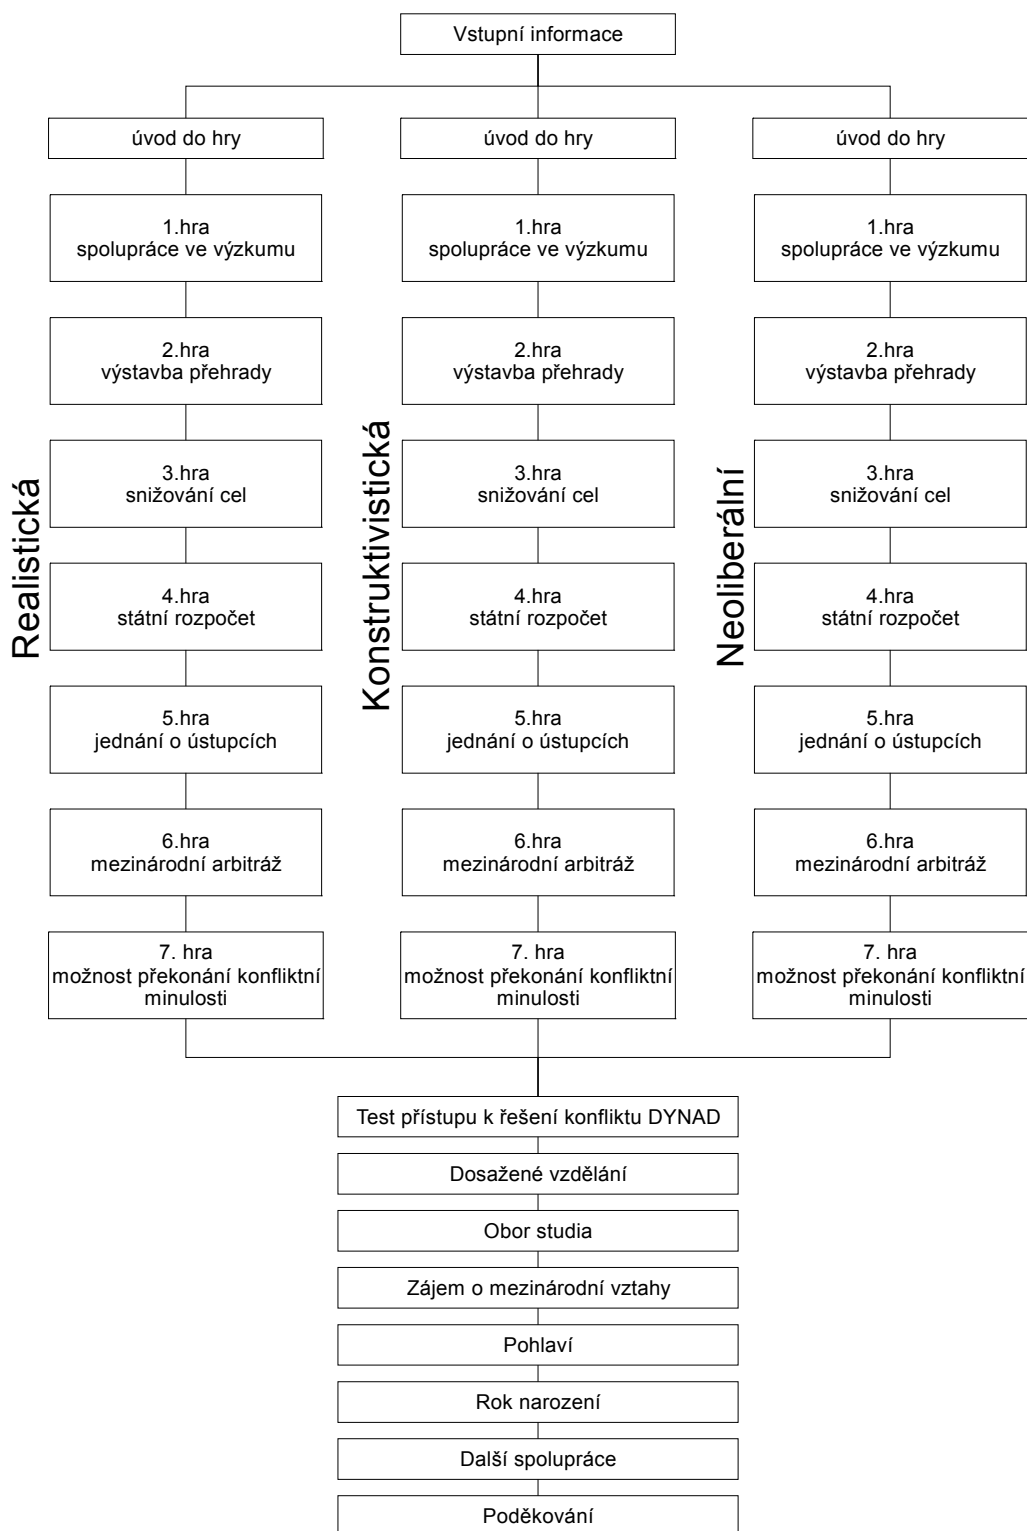 Vstupní informace
úvod do hry
úvod do hry
úvod do hry
1.hra
spolupráce ve výzkumu
1.hra
spolupráce ve výzkumu
1.hra
spolupráce ve výzkumu
2.hra
výstavba přehrady
2.hra
výstavba přehrady
2.hra
výstavba přehrady
Realistická
Konstruktivistická
Neoliberální
3.hra
snižování cel
3.hra
snižování cel
3.hra
snižování cel
4.hra
státní rozpočet
4.hra
státní rozpočet
4.hra
státní rozpočet
5.hra
jednání o ústupcích
5.hra
jednání o ústupcích
5.hra
jednání o ústupcích
6.hra
mezinárodní arbitráž
6.hra
mezinárodní arbitráž
6.hra
mezinárodní arbitráž
7. hra
možnost překonání konfliktní
minulosti
7. hra
možnost překonání konfliktní
minulosti
7. hra
možnost překonání konfliktní
minulosti
Test přístupu k řešení konfliktu DYNAD
Dosažené vzdělání
Obor studia
Zájem o mezinárodní vztahy
Pohlaví
Rok narození
Další spolupráce
Poděkování